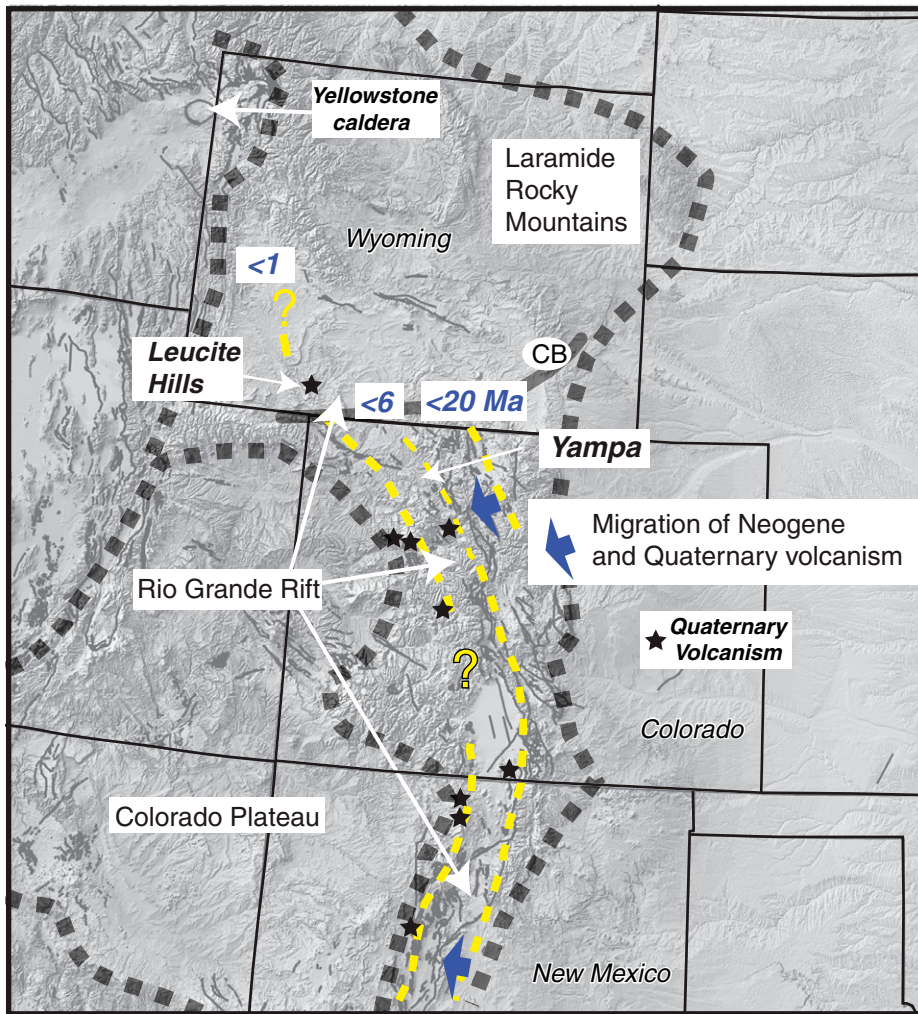 Yellowstone
caldera
Laramide
Rocky
Mountains
Wyoming
<1
?
Leucite
Hills
CB
<6
<20 Ma
Yampa
Migration of Neogene
and Quaternary volcanism
Rio Grande Rift
Quaternary
Volcanism
?
Colorado
Colorado Plateau
New Mexico